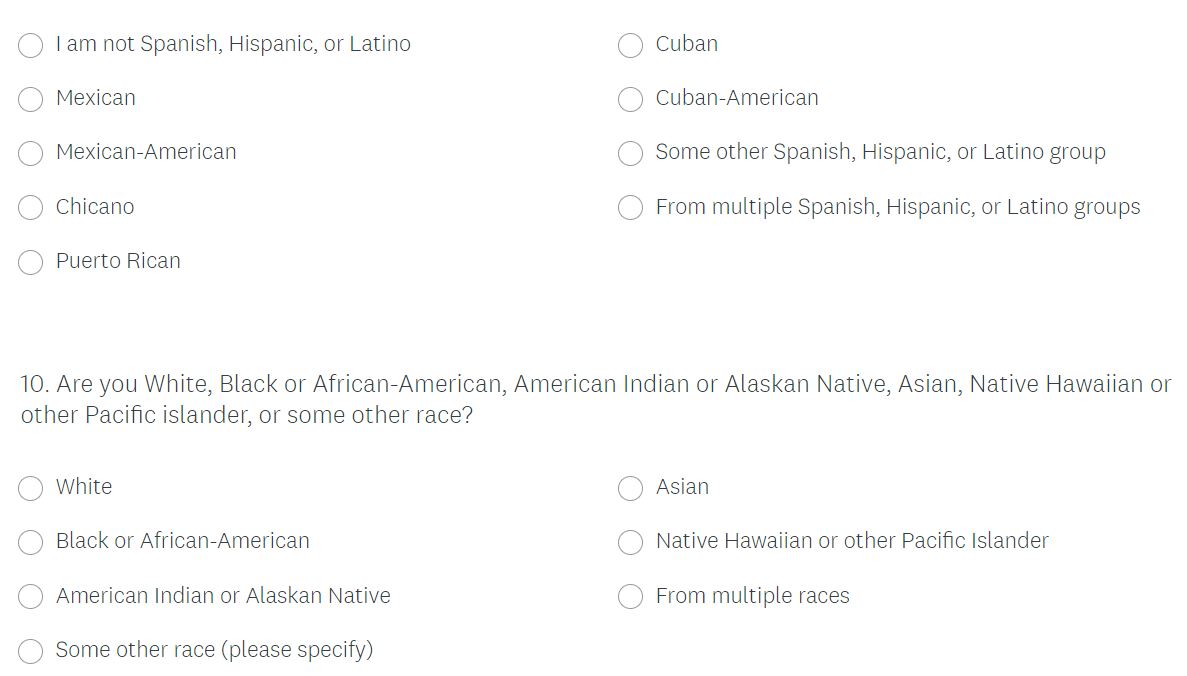 I am not Spanish, Hispanic, or Latino
Mexican
Mexican-American
Chicano
Puerto Rican
Cuban
Cuban-American
Some other Spanish, Hispanic, or Latino group
From multiple Spanish, Hispanic, or Latino groups
10. Are you White, Black or African-American, American Indian or Alaskan Native, Asian, Native Hawaiian or
other Pacific islander, or some other race?
White
Black or African-American
American Indian or Alaskan Native
Some other race (please specify)
Asian
Native Hawaiian or other Pacific Islander
From multiple races